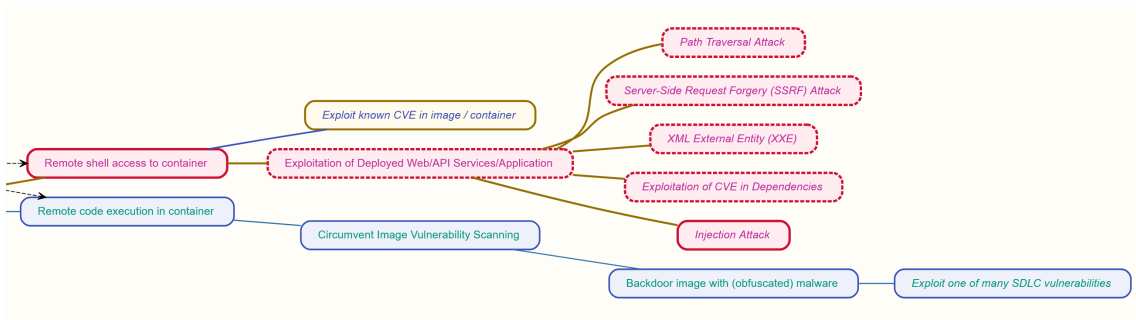 Path Traversal Attack
Server-Side Request Forgery (SSRF) Attack
Exploit known CVE in image / container
XML External Entity (XXE)
Remote shell access to container
Exploitation of Deployed Web/API Services/Application
Exploitation of CVE in Dependencies
Remote code execution in container
Circumvent Image Vulnerability Scanning
Injection Attack
Backdoor image with (obfuscated) malware
Exploit one of many SDLC vulnerabilities